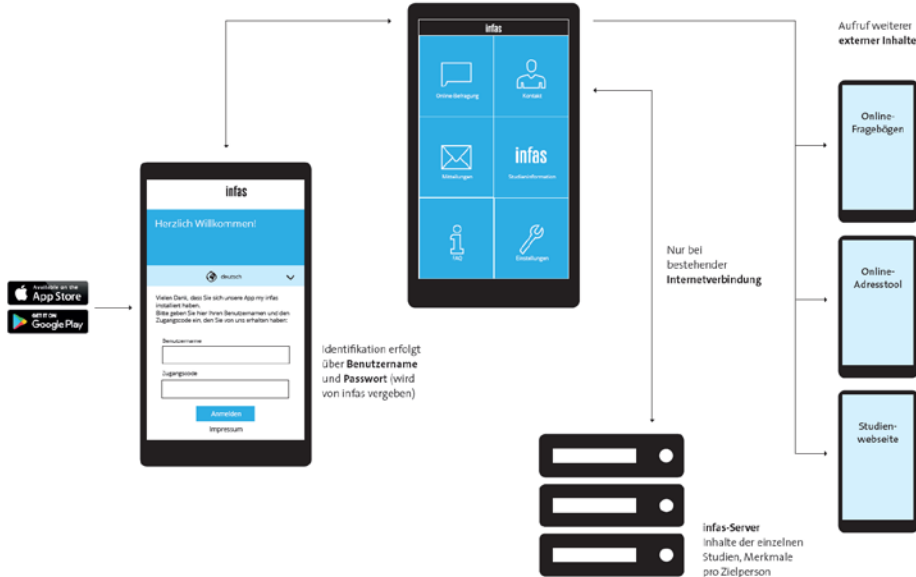 infas
Online-Befragung
Kontakt
Mitteilungen
infas
Studieninformation
FAQ
Einstellungen
Aufruf weiterer
externer Inhalte
Online-
Fragebögen
Online-
Adresstool
Studien-
webseite
Nur bei
bestehender
Internetverbindung
Available on the
App Store
GET IT ON
Google Play
infas
Herzlich Willkommen!
deutsch
Vielen Dank, dass Sie sich unsere App my infas
installiert haben.
Bitte geben Sie hier Ihren Benutzernamen und den
Zugangscode ein, den Sie von uns erhalten haben:
Benutzername
Zugangscode
Anmelden
Impressum
Identifikation erfolgt
über Benutzername
und Passwort (wird
von infas vergeben)
infas-Server
Inhalte der einzelnen
Studien, Merkmale
pro Zielperson